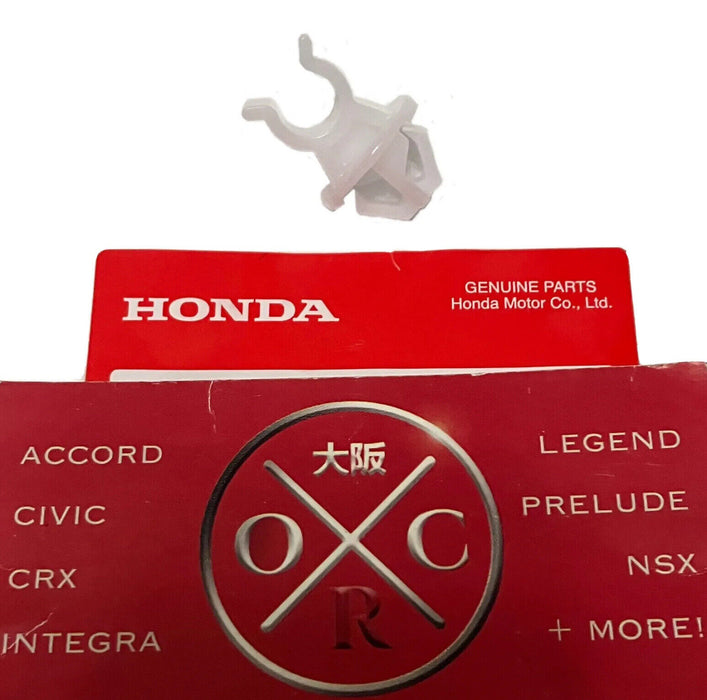 HONDA
GENUINE PARTS
Honda Motor Co., Ltd.
ACCORD
CIVIC
CRX
INTEGRA
大阪
O C
R
LEGEND
PRELUDE
NSX
+ MORE!